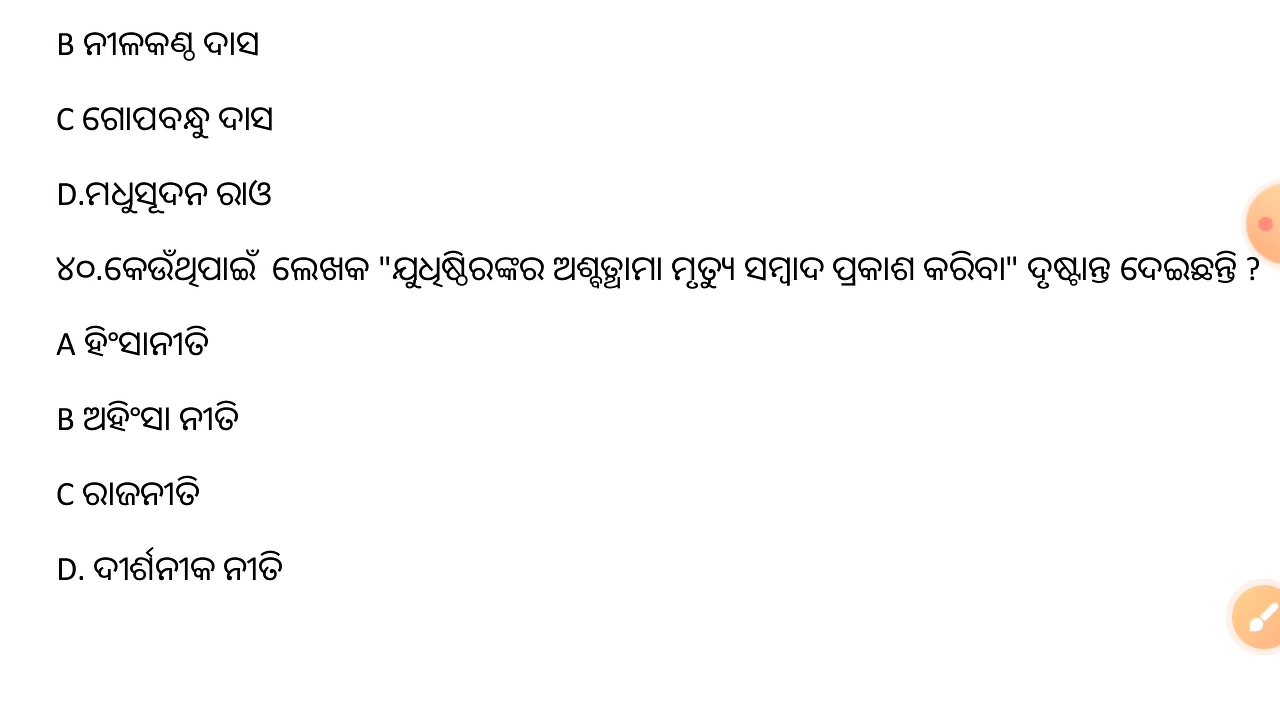 B ନୀଳକଣ୍ଠ ଦାସ
C ଗୋପବନ୍ଧୁ ଦାସ
D.ମଧୁସୂଦନ ରାଓ
୪୦.କେଉଁଥିପାଇଁ ଲେଖକ "ଯୁଧିଷ୍ଠିରଙ୍କର ଅଶ୍ବତ୍ଥାମା ମୃତ୍ୟୁ ସମ୍ବାଦ ପ୍ରକାଶ କରିବା" ଦୃଷ୍ଟାନ୍ତ ଦେଇଛନ୍ତି ?
A ହିଂସାନୀତି
B ଅହିଂସା ନୀତି
C ରାଜନୀତି
D. ଦୀର୍ଶନୀକ ନୀତି